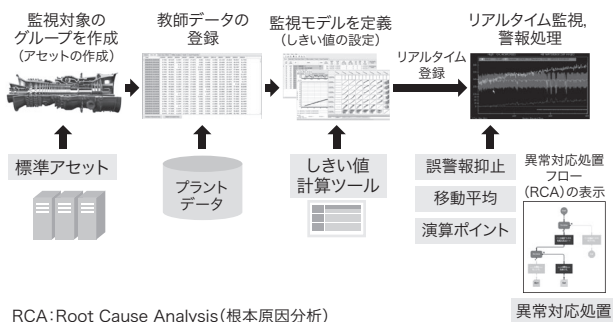 監視対象の
グループを作成
(アセットの作成)
教師データの
登録
監視モデルを定義
(しきい値の設定)
リアルタイム
登録
リアルタイム監視,
警報処理
標準アセット
プラント
データ
しきい値
計算ツール
誤警報抑止
移動平均
演算ポイント
異常対応処置
フロー
(RCA)の表示
異常対応処置
RCA:Root Cause Analysis(根本原因分析)